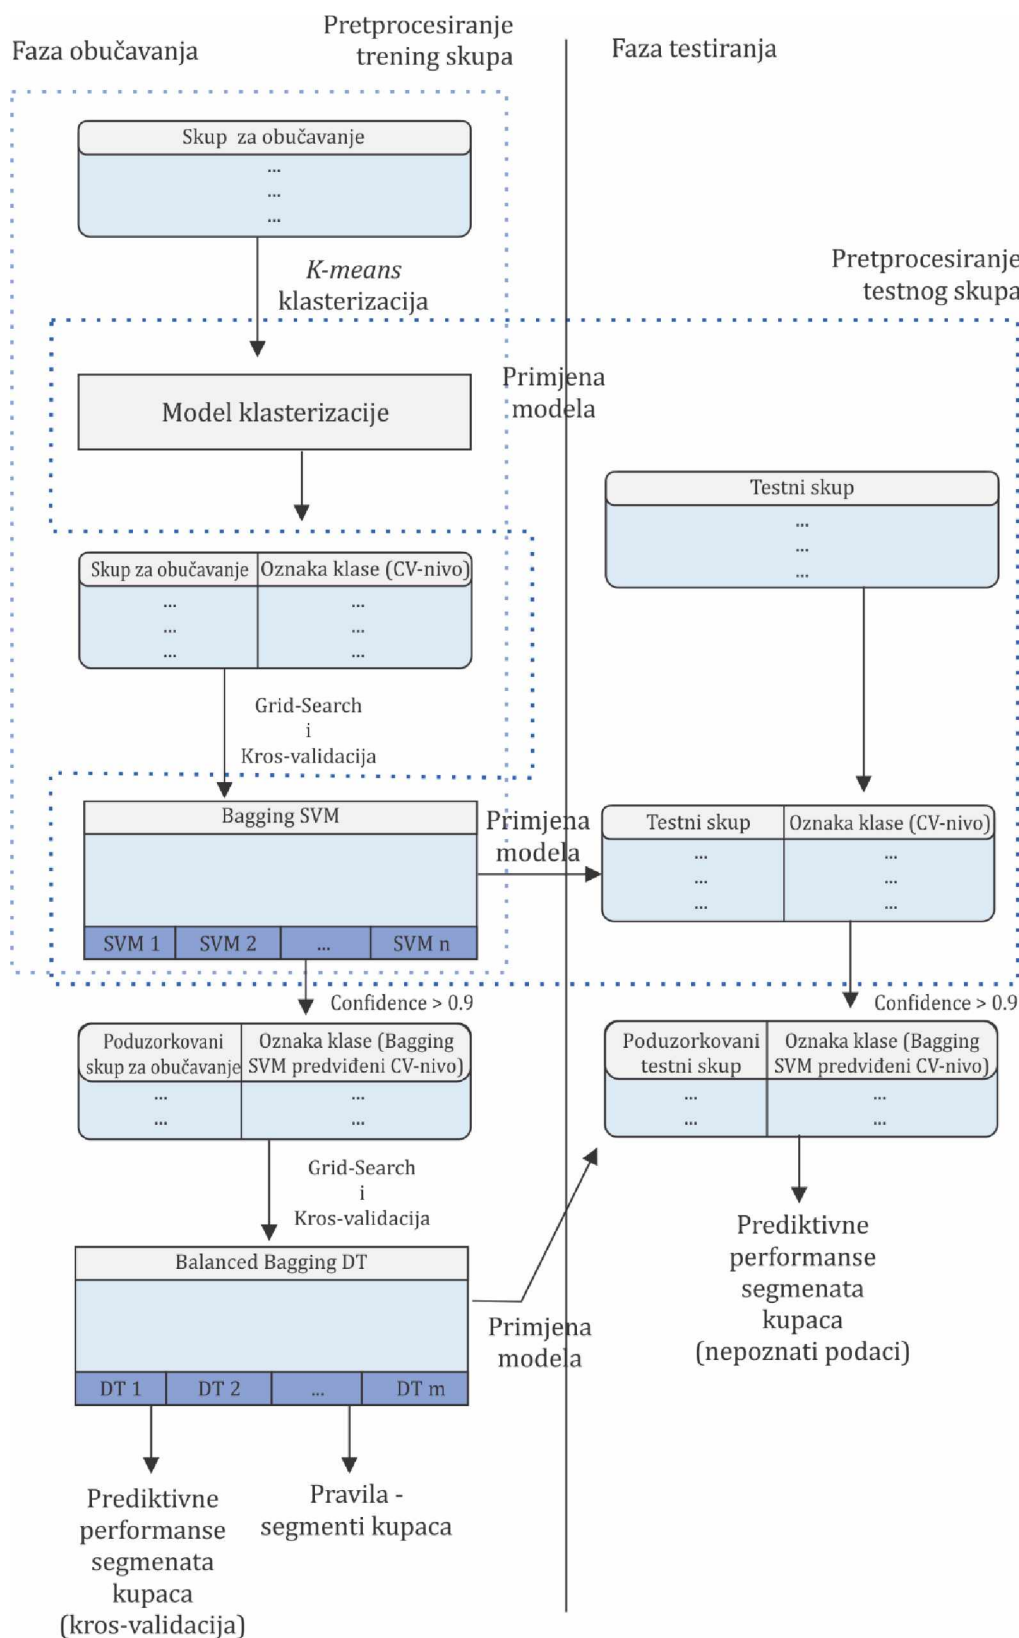 Faza obučavanja
Pretprocesiranje
trening skupa
Faza testiranja
Skup za obučavanje
...
...
...
K-means
klasterizacija
Pretprocesiranje
testnog skupa
Model klasterizacije
Primjena
modela
Testni skup
...
...
...
Skup za obučavanje
Oznaka klase (CV-nivo)
... ...
... ...
... ...
Grid-Search
i
Kros-validacija
Bagging SVM
SVM 1 SVM 2 ... SVM n
Primjena
modela
Testni skup
Oznaka klase (CV-nivo)
... ...
... ...
... ...
Confidence > 0.9
Confidence > 0.9
Poduzorkovani
skup za obučavanje
Oznaka klase (Bagging
SVM predviđeni CV-nivo)
... ...
... ...
Poduzorkovani
testni skup
Oznaka klase (Bagging
SVM predviđeni CV-nivo)
... ...
... ...
Grid-Search
i
Kros-validacija
Balanced Bagging DT
DT 1 DT 2 ... DT m
Primjena
modela
Prediktivne
performanse
segmenata
kupaca
(nepoznati podaci)
Prediktivne
performanse
segmenata
kupaca
(kros-validacija)
Pravila -
segmenti kupaca